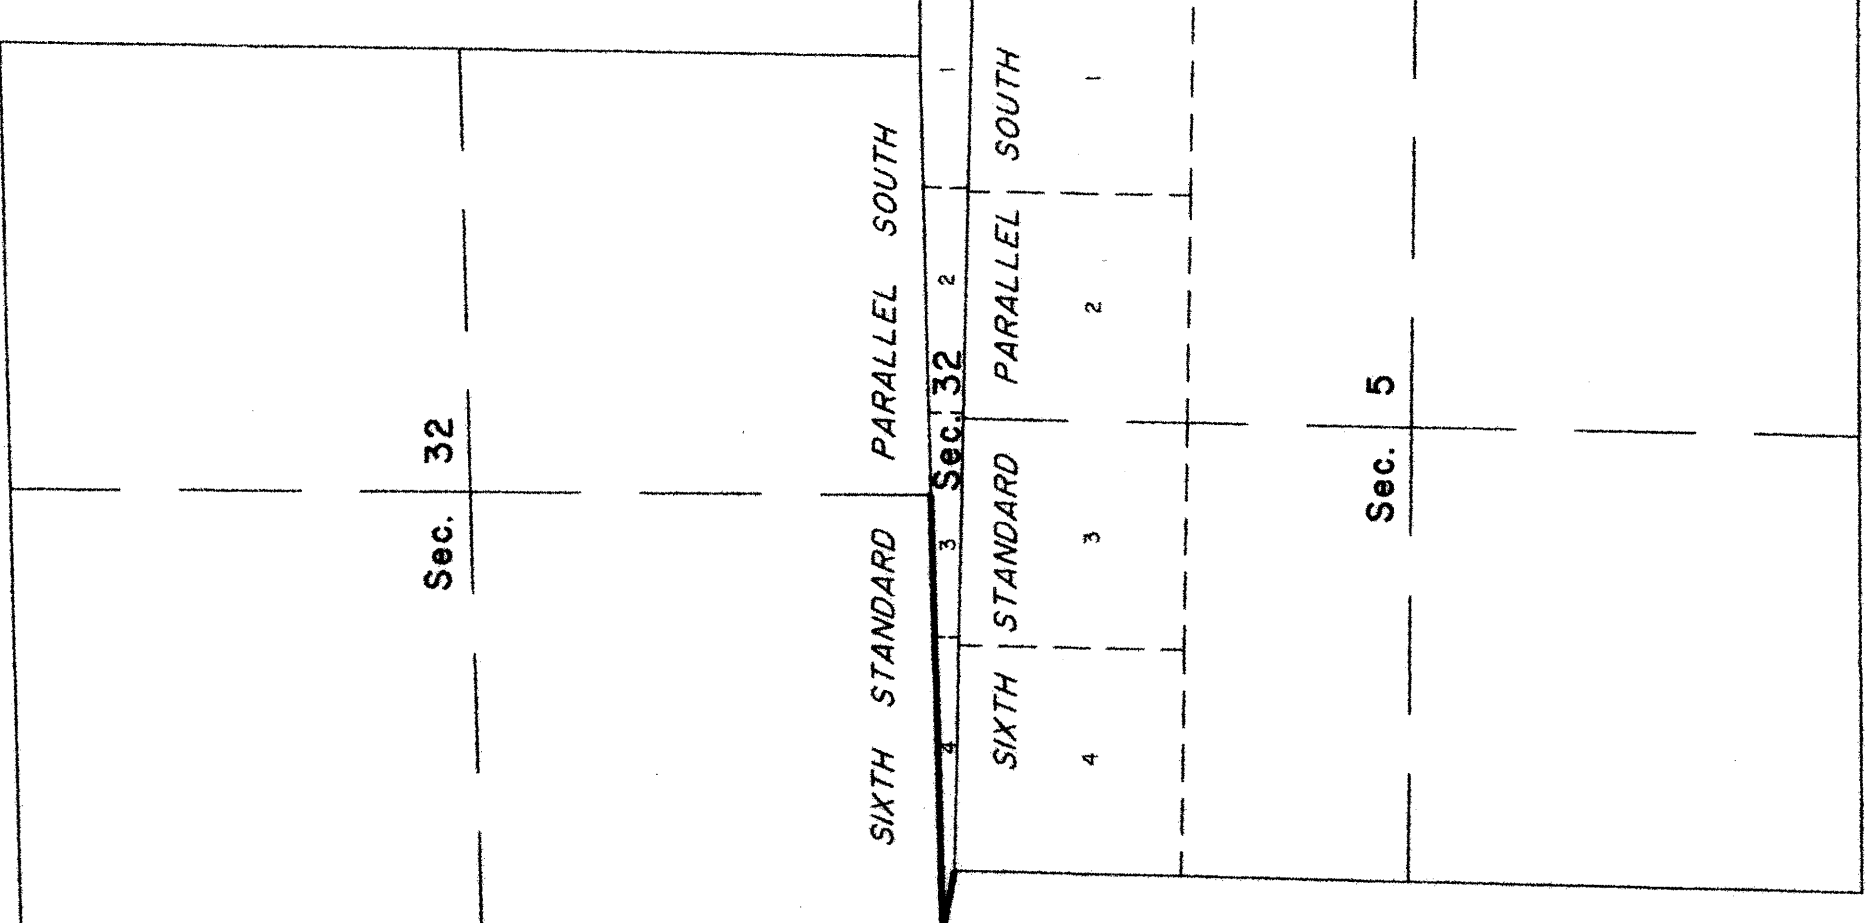 Sec. 32
SIXTH STANDARD PARALLEL SOUTH
4 3 2 1
Sec. 32
SIXTH STANDARD PARALLEL SOUTH
4 3 2 1
Sec. 5